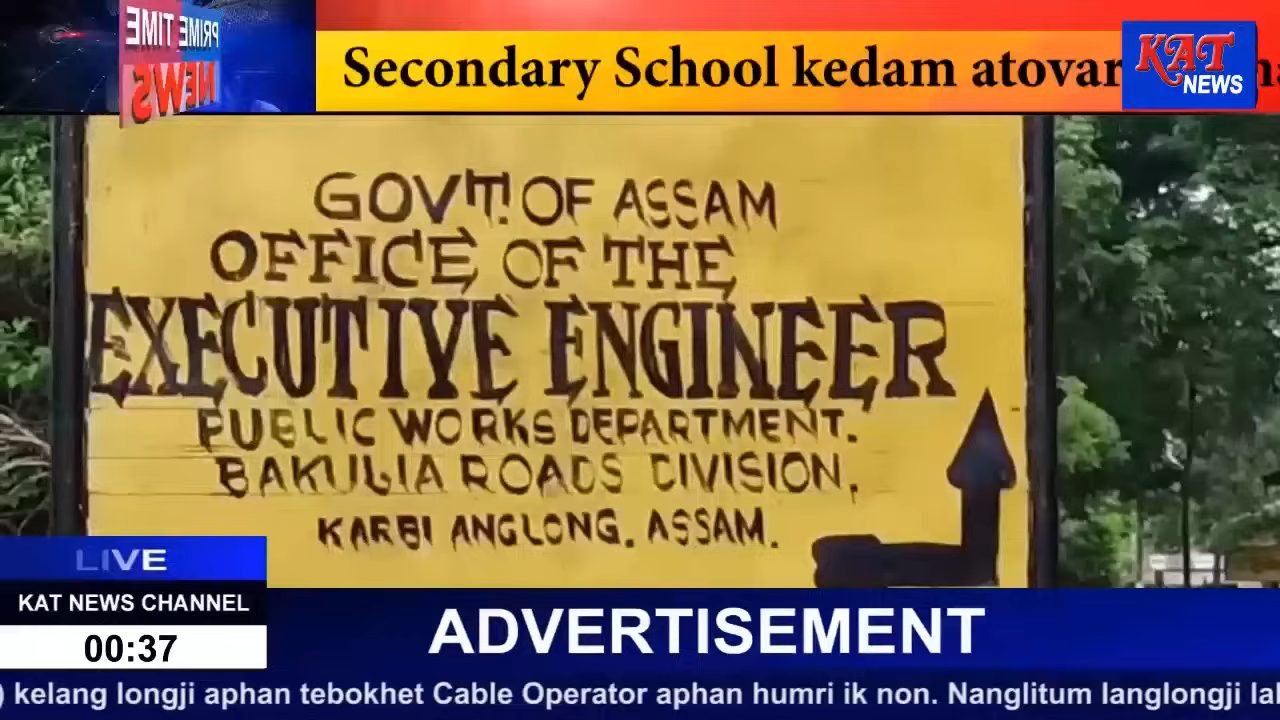 PRIME TIME
NEWS
Secondary School kedam atovar
KAT
NEWS
GOVT. OF ASSAM
OFFICE OF THE
EXECUTIVE ENGINEER
PUBLIC WORKS DEPARTMENT.
BAKULIA ROADS DIVISION,
KARBI ANGLONG. ASSAM.
LIVE
KAT NEWS CHANNEL
00:37
ADVERTISEMENT
) kelang longji aphan tebokhet Cable Operator aphan humri ik non. Nanglitum langlongji